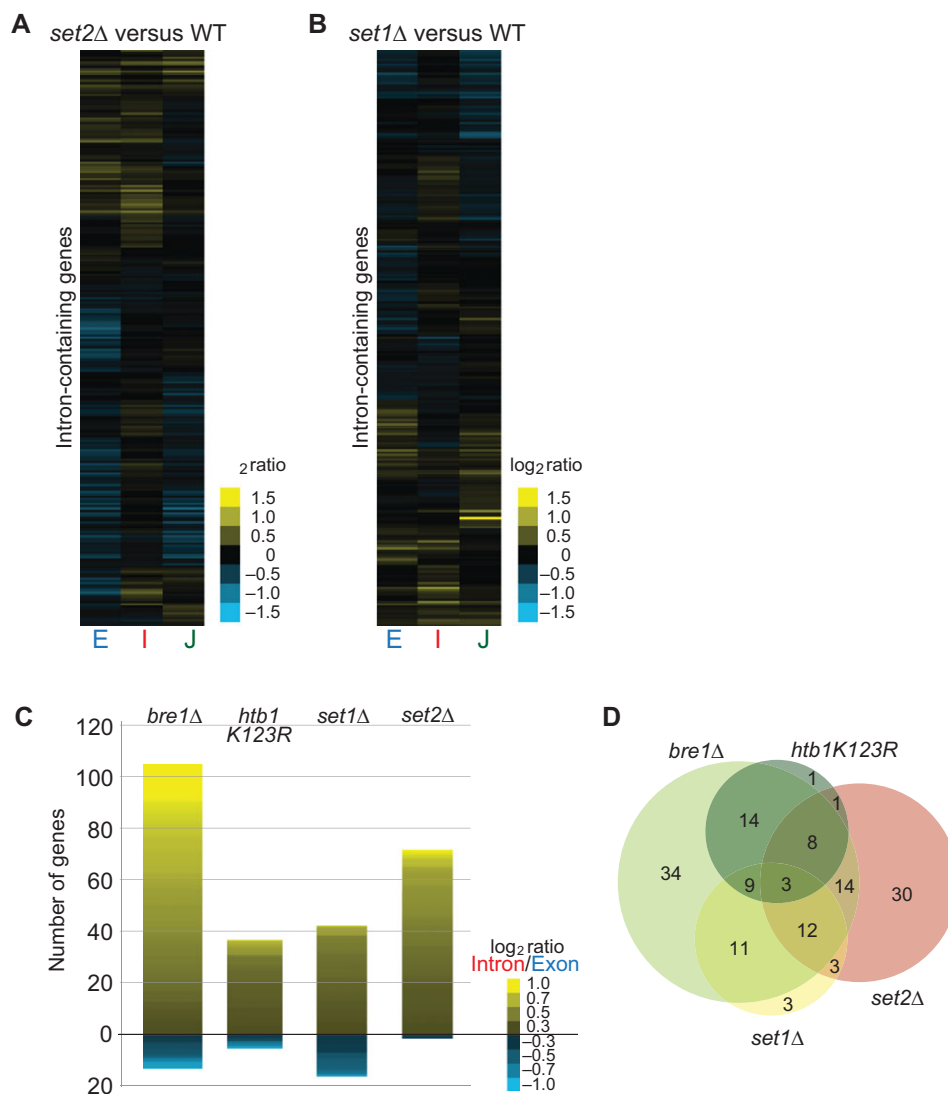 A
set2Δ versus WT
Intron-containing genes
2 ratio
1.5
1.0
0.5
0
–0.5
–1.0
–1.5
E I J
B
set1Δ versus WT
Intron-containing genes
log2 ratio
1.5
1.0
0.5
0
–0.5
–1.0
–1.5
E I J
C
bre1Δ
htb1
K123R
set1Δ
set2Δ
Number of genes
120
100
80
60
40
20
0
20
log2 ratio
Intron/Exon
1.0
0.7
0.5
0.3
–0.3
–0.5
–0.7
–1.0
D
bre1Δ
htb1K123R
1
1
14
8
34
9
3
14
30
12
11
3
3
set2Δ
set1Δ